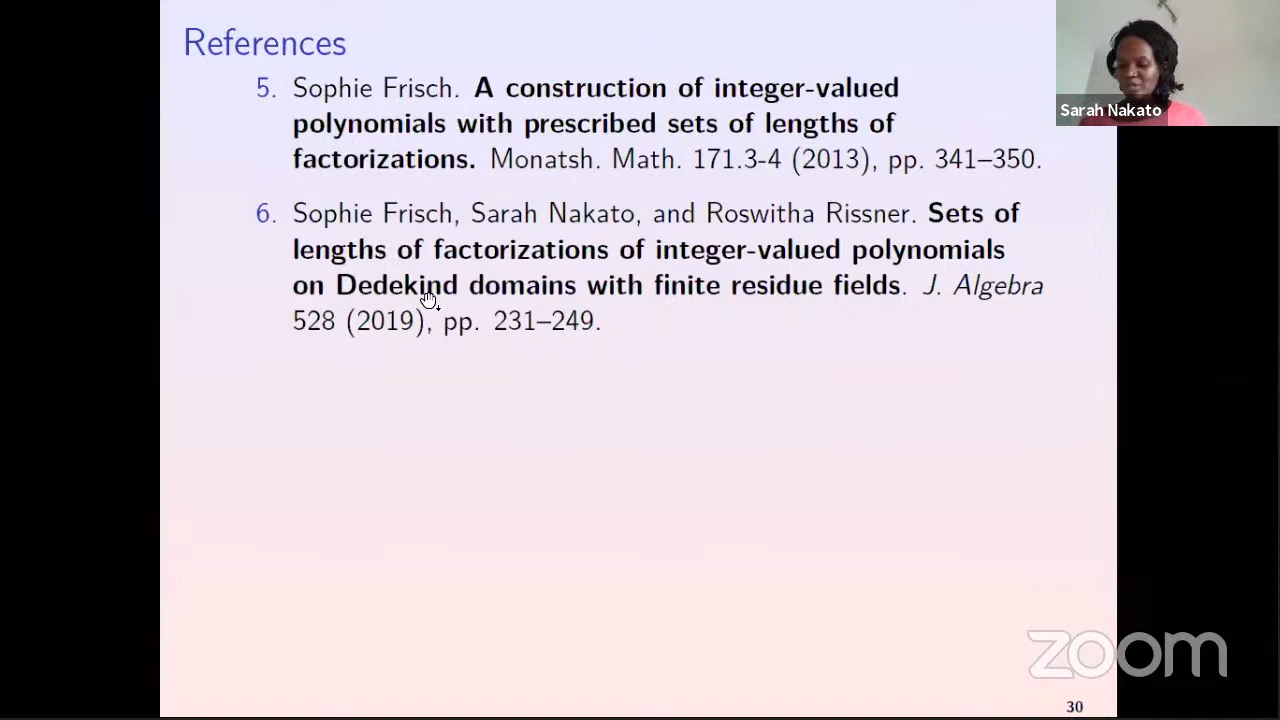 References
5. Sophie Frisch. A construction of integer-valued
polynomials with prescribed sets of lengths of
factorizations. Monatsh. Math. 171.3-4 (2013), pp. 341–350.
6. Sophie Frisch, Sarah Nakato, and Roswitha Rissner. Sets of
lengths of factorizations of integer-valued polynomials
on Dedekind domains with finite residue fields. J. Algebra
528 (2019), pp. 231–249.
Sarah Nakato
zoom
30